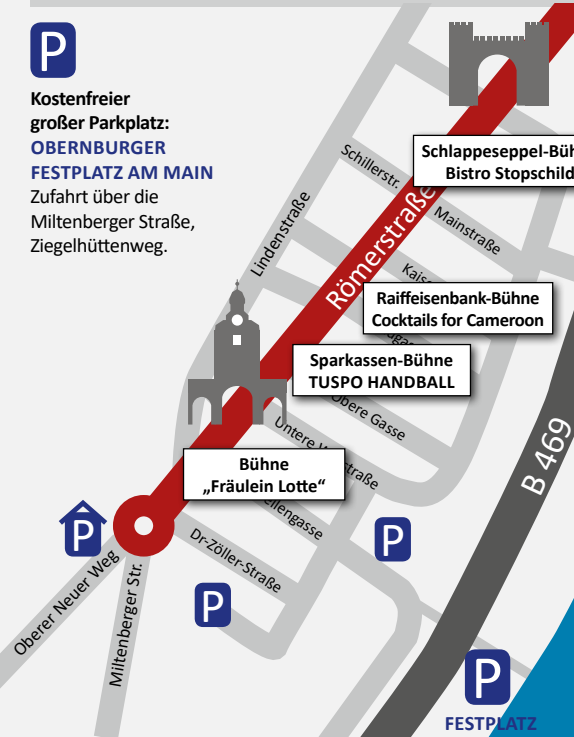 P
Kostenfreier
großer Parkplatz:
OBERNBURGER
FESTPLATZ AM MAIN
Zufahrt über die
Miltenberger Straße,
Ziegelhüttenweg.
Schlappeseppel-Büh
Bistro Stopschild
Schillerstr.
Mainstraße
Lindenstraße
Römerstraße
Raiffeisenbank-Bühne
Cocktails for Cameroon
Sparkassen-Bühne
TUSPO HANDBALL
Obere Gasse
Untere
straße
Bühne
„Fräulein Lotte“
ellengasse
Dr-Zöller-Straße
B 469
P
P
P
Oberer Neuer Weg
Miltenberger Str.
P
FESTPLATZ